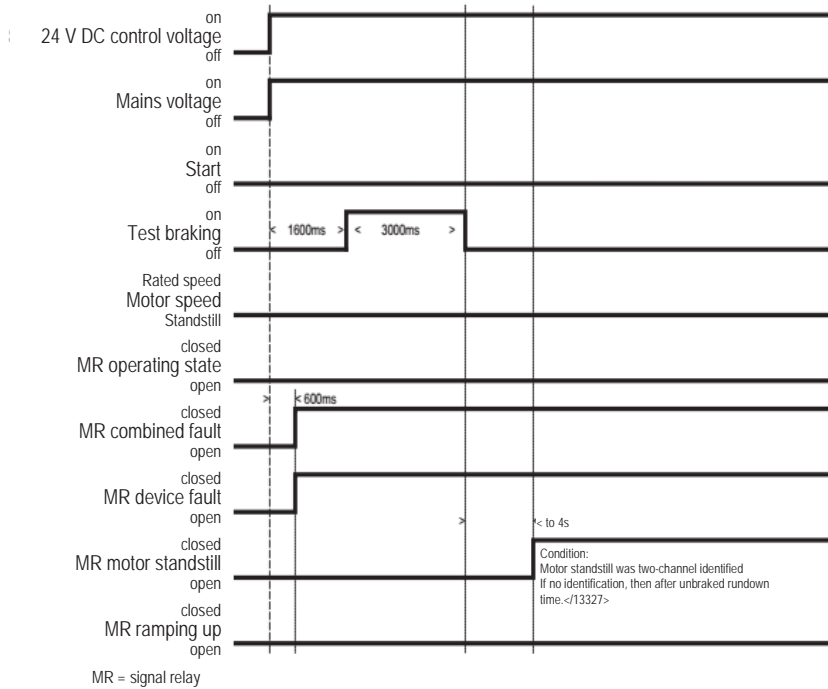 on
24 V DC control voltage
off
on
Mains voltage
off
on
Start
off
on
Test braking
off
< 1600ms > < 3000ms >
Rated speed
Motor speed
Standstill
closed
MR operating state
open
> < 600ms
closed
MR combined fault
open
closed
MR device fault
open
> < to 4s
closed
MR motor standstill
open
Condition:
Motor standstill was two-channel identified
If no identification, then after unbraked rundown
time.</13327>
closed
MR ramping up
open
MR = signal relay